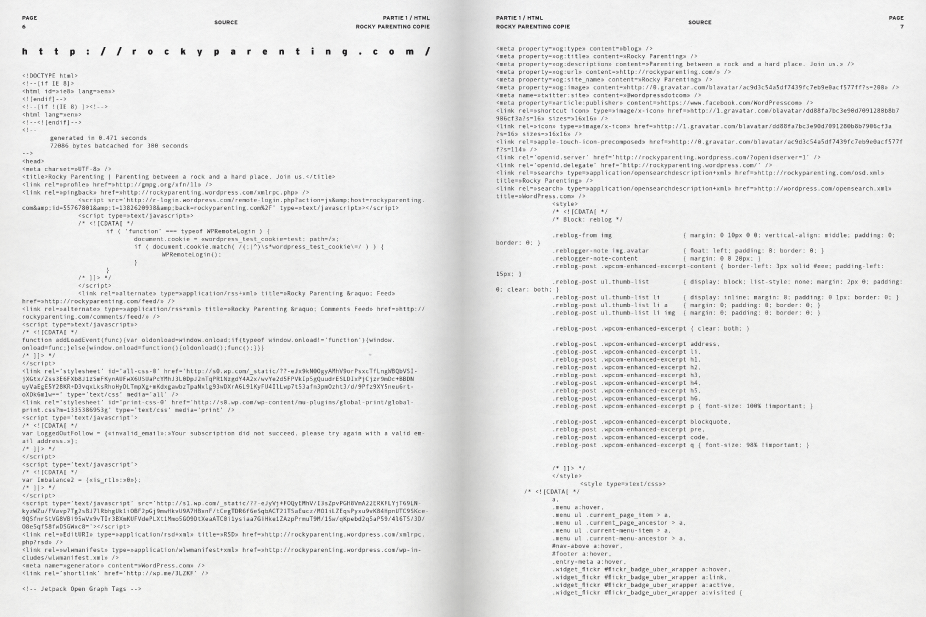 PAGE
6
SOURCE
PARTIE 1 / HTML
ROCKY PARENTING COPIE
http://rockyparenting.com/
<!DOCTYPE html>
<!--[if IE 8]>
<html id=»ie8» lang=»en»>
<![endif]-->
<!--[if !(IE 8) ]><!-->
<html lang=»en»>
<!--<![endif]-->
<!--
generated in 0.471 seconds
72086 bytes batcached for 300 seconds
-->
<head>
<meta charset=»UTF-8» />
<title>Rocky Parenting | Parenting between a rock and a hard place. Join us.</title>
<link rel=»profile» href=»http://gmpg.org/xfn/11» />
<link rel=»pingback» href=»http://rockyparenting.wordpress.com/xmlrpc.php» />
<script src='http://r-login.wordpress.com/remote-login.php?action=js&amp;host=rockyparenting.
com&amp;id=55767801&amp;t=1382620938&amp;back=rockyparenting.com%2F' type=»text/javascript»></script>
<script type=»text/javascript»>
/* <![CDATA[ */
if ( 'function' === typeof WPRemoteLogin ) {
document.cookie = «wordpress_test_cookie=test; path=/»;
if ( document.cookie.match( /(;|^)\s*wordpress_test_cookie\=/ ) ) {
WPRemoteLogin();
}
}
/* ]]> */
</script>
<link rel=»alternate» type=»application/rss+xml» title=»Rocky Parenting &raquo; Feed»
href=»http://rockyparenting.com/feed/» />
<link rel=»alternate» type=»application/rss+xml» title=»Rocky Parenting &raquo; Comments Feed» href=»http://
rockyparenting.com/comments/feed/» />
<script type='text/javascript'>
/* <![CDATA[ */
function addLoadEvent(func){var oldonload=window.onload;if(typeof window.onload!='function'){window.
onload=func;}else{window.onload=function(){oldonload();func();}}}
/* ]]> */
</script>
<link rel='stylesheet' id='all-css-0' href='http://s0.wp.com/_static/??-
<link rel='stylesheet' id='print-css-0' href='http://s0.wp.com/wp-content/mu-plugins/global-print/global-
print.css?m=1335386953g' type='text/css' media='print' />
<script type='text/javascript'>
/* <![CDATA[ */
var LoggedOutFollow = {«invalid_email»:»Your subscription did not succeed, please try again with a valid em-
ail address.»};
/* ]]> */
</script>
<script type='text/javascript'>
/* <![CDATA[ */
var Imbalance2 = {«is_rtl»:»0»};
/* ]]> */
</script>
<script type='text/javascript' src='http://s1.wp.com/_static/??-
<link rel=»EditURI» type=»application/rsd+xml» title=»RSD» href=»http://rockyparenting.wordpress.com/xmlrpc.
php?rsd» />
<link rel=»wlwmanifest» type=»application/wlwmanifest+xml» href=»http://rockyparenting.wordpress.com/wp-in-
cludes/wlwmanifest.xml» />
<meta name=»generator» content=»WordPress.com» />
<link rel='shortlink' href='http://wp.me/3LZKF' />
<!-- Jetpack Open Graph Tags -->
PARTIE 1 / HTML
ROCKY PARENTING COPIE
SOURCE
PAGE
7
<meta property=»og:type» content=»blog» />
<meta property=»og:title» content=»Rocky Parenting» />
<meta property=»og:description» content=»Parenting between a rock and a hard place. Join us.» />
<meta property=»og:url» content=»http://rockyparenting.com/» />
<meta property=»og:site_name» content=»Rocky Parenting» />
<meta property=»og:image» content=»http://0.gravatar.com/blavatar/ac9d3c54a5df7439fc7eb9e0acf577ff?s=200» />
<meta name=»twitter:site» content=»@wordpressdotcom» />
<meta property=»article:publisher» content=»https://www.facebook.com/WordPresscom» />
<link rel=»shortcut icon» type=»image/x-icon» href=»http://1.gravatar.com/blavatar/dd88fa7bc3e90d7091280b8b7
906cf3a?s=16» sizes=»16x16» />
<link rel=»icon» type=»image/x-icon» href=»http://1.gravatar.com/blavatar/dd88fa7bc3e90d7091280b8b7906cf3a
?s=16» sizes=»16x16» />
<link rel=»apple-touch-icon-precomposed» href=»http://0.gravatar.com/blavatar/ac9d3c54a5df7439fc7eb9e0acf577f
f?s=114» />
<link rel='openid.server' href='http://rockyparenting.wordpress.com/?openidserver=1' />
<link rel='openid.delegate' href='http://rockyparenting.wordpress.com/' />
<link rel=»search» type=»application/opensearchdescription+xml» href=»http://rockyparenting.com/osd.xml»
title=»Rocky Parenting» />
<link rel=»search» type=»application/opensearchdescription+xml» href=»http://wordpress.com/opensearch.xml»
title=»WordPress.com» />
<style>
/* <![CDATA[ */
/* Block: reblog */
.reblog-from img { margin: 0 10px 0 0; vertical-align: middle; padding: 0;
border: 0; }
.reblogger-note img.avatar { float: left; padding: 0; border: 0; }
.reblogger-note-content { margin: 0 0 20px; }
.reblog-post .wpcom-enhanced-excerpt-content { border-left: 3px solid #eee; padding-left:
15px; }
.reblog-post ul.thumb-list { display: block; list-style: none; margin: 2px 0; padding:
0; clear: both; }
.reblog-post ul.thumb-list li { display: inline; margin: 0; padding: 0 1px; border: 0; }
.reblog-post ul.thumb-list li a { margin: 0; padding: 0; border: 0; }
.reblog-post ul.thumb-list li img { margin: 0; padding: 0; border: 0; }
.reblog-post .wpcom-enhanced-excerpt { clear: both; }
.reblog-post .wpcom-enhanced-excerpt address,
.reblog-post .wpcom-enhanced-excerpt li,
.reblog-post .wpcom-enhanced-excerpt h1,
.reblog-post .wpcom-enhanced-excerpt h2,
.reblog-post .wpcom-enhanced-excerpt h3,
.reblog-post .wpcom-enhanced-excerpt h4,
.reblog-post .wpcom-enhanced-excerpt h5,
.reblog-post .wpcom-enhanced-excerpt h6,
.reblog-post .wpcom-enhanced-excerpt p { font-size: 100% !important; }
.reblog-post .wpcom-enhanced-excerpt blockquote,
.reblog-post .wpcom-enhanced-excerpt pre,
.reblog-post .wpcom-enhanced-excerpt code,
.reblog-post .wpcom-enhanced-excerpt q { font-size: 98% !important; }
/* ]]> */
</style>
<style type=»text/css»>
/* <![CDATA[ */
a,
.menu a:hover,
.menu ul .current_page_item > a,
.menu ul .current_page_ancestor > a,
.menu ul .current-menu-item > a,
.menu ul .current-menu-ancestor > a,
#nav-above a:hover,
#footer a:hover,
.entry-meta a:hover,
.widget_flickr #flickr_badge_uber_wrapper a:hover,
.widget_flickr #flickr_badge_uber_wrapper a:link,
.widget_flickr #flickr_badge_uber_wrapper a:active,
.widget_flickr #flickr_badge_uber_wrapper a:visited {